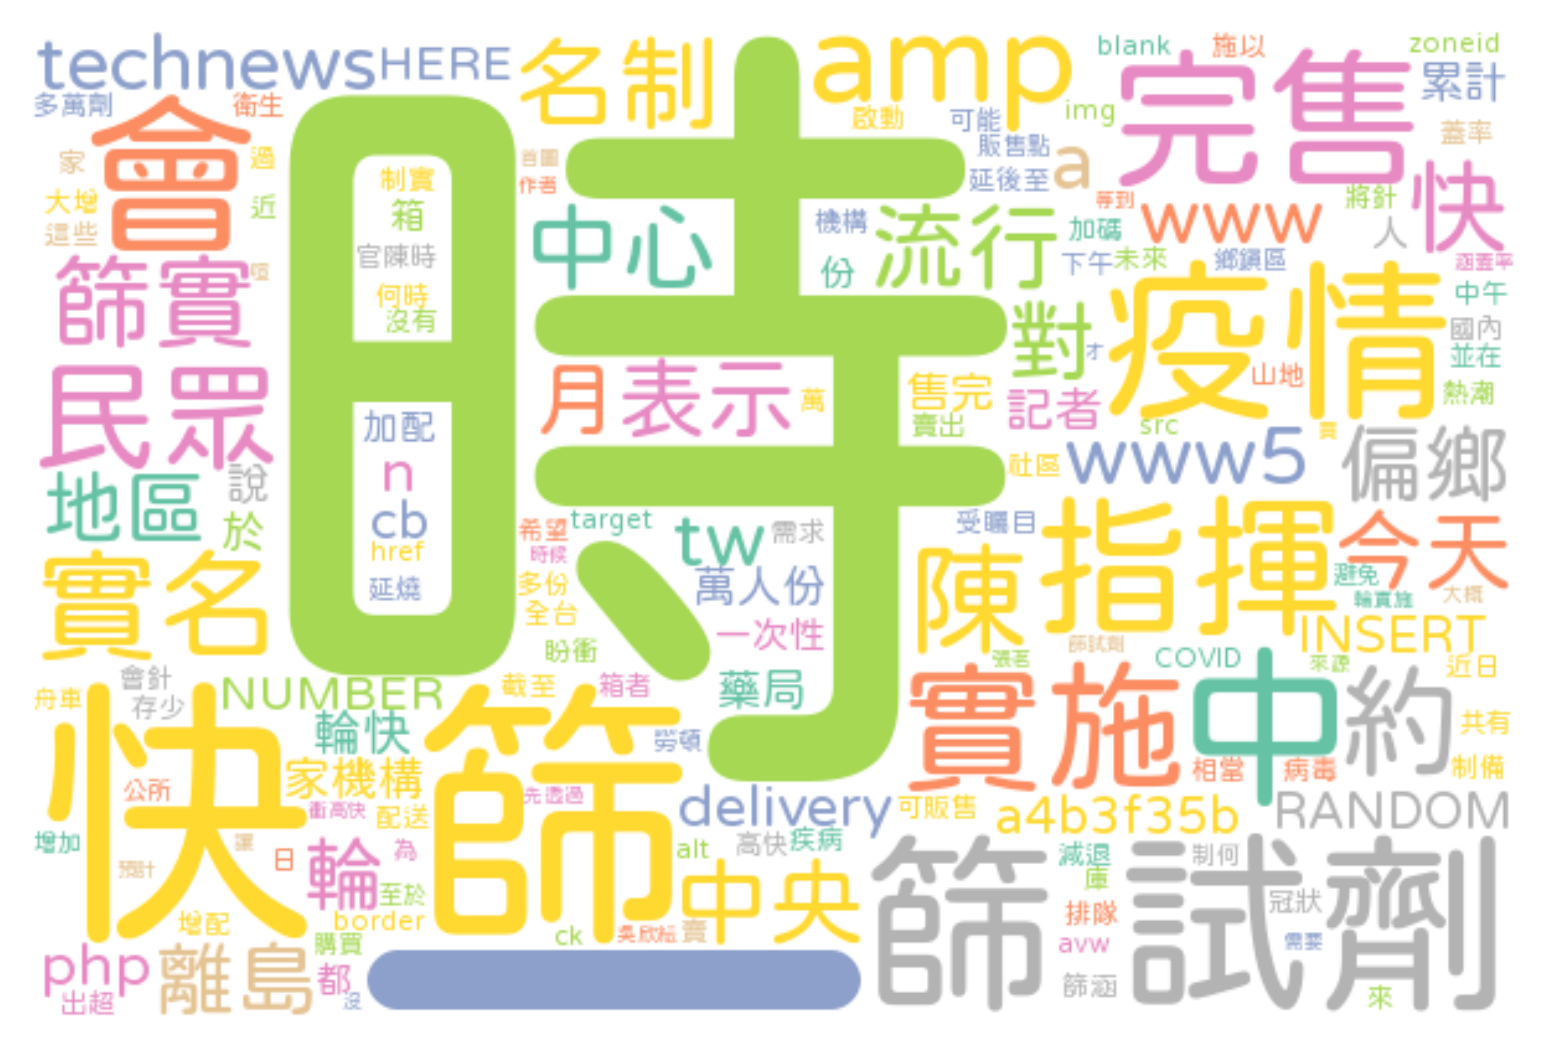 technews HERE 名制 amp blank 施以 zoneid
多萬劑 衛生 完售 累計
會 時 啟動 可能 img 蓋率
家 過 制實 首圖 販售點 a
大增 近 箱 作者 延後至 等到 將針 快
這些 官陳時 中心 機構 流行 加碼 www 人
篩實 喧 何時 份 下午 未來 鄉鎮區 涵蓋率
沒有 對 疫情 中午
國內
民眾 月 表示 萬 售完 才 山地 並在
加配 賣出 記者 src 買 熱潮
地區 說 n 社區 www5 偏鄉
於 cb 希望 target tw 需求 受矚目 指揮 今天
實名 href 時候 陳 避免
延燒 多份 萬人份 輪實施 大概
全台 一次性 INSERT
盼衝 篩試劑
會針 張茗 COVID 來源 近日
舟車 存少 NUMBER 截至 箱者 藥局 實施 中 約
快 輪快 篩 勞頓 共有
公所 家機構 先透過 相當 病毒 制備
衝高快 配送 delivery 可販售 a4b3f35b RANDOM
增加 讓 日 輪 為 alt 高快 疾病 篩 減退 制何 試劑
預計 至於 中央 庫
增配 border 排隊 冠狀
購買 ck 吳欣紜 賣 avw 需要
php 離島 都 篩涵
出超 沒 來